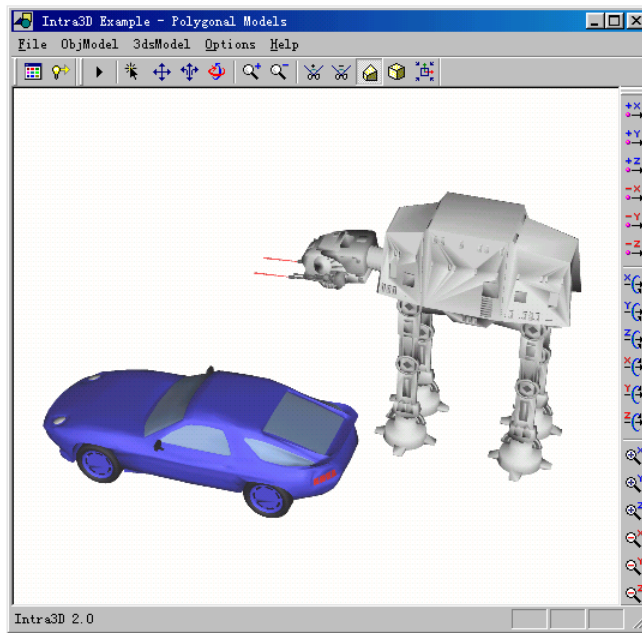 Intra3D Example - Polygonal Models
File ObjModel 3dsModel Options Help
+X
+Y
+Z
-X
-Y
-Z
X
Y
Z
X
Y
Z
X
Y
Z
X
Y
Z
Intra3D 2.0